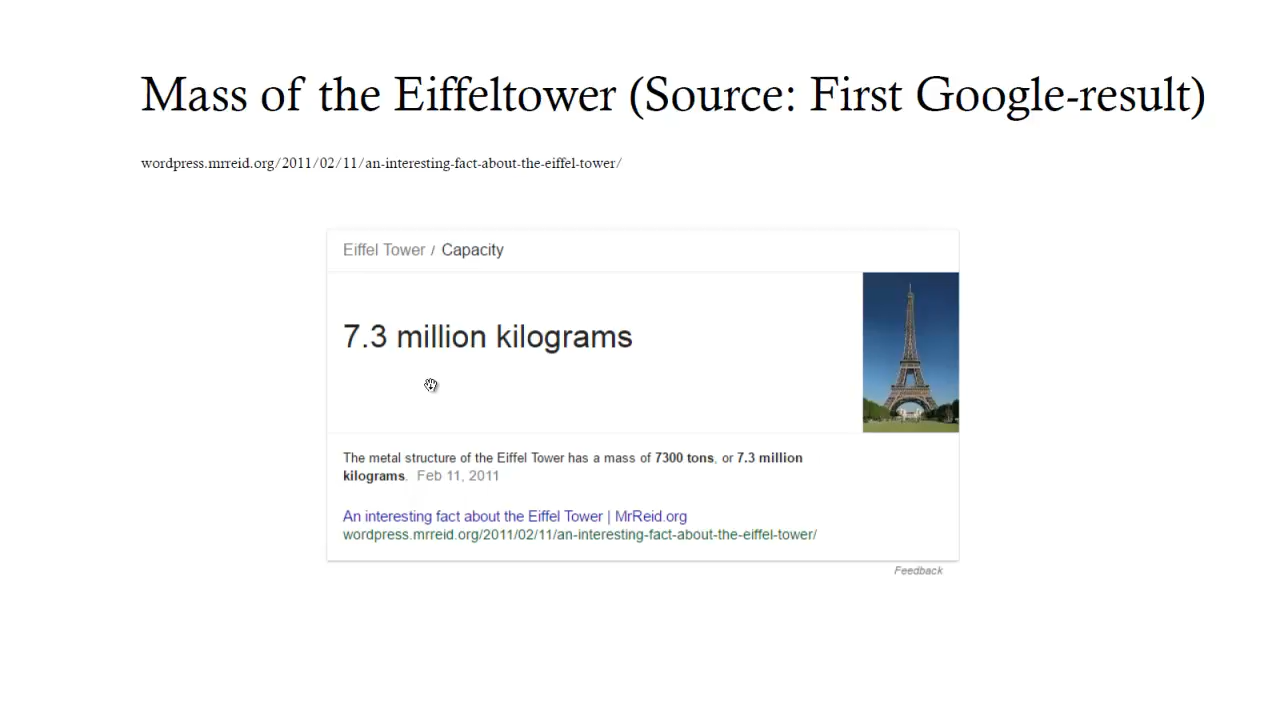 Mass of the Eiffeltower (Source: First Google-result)
wordpress.mrreid.org/2011/02/11/an-interesting-fact-about-the-eiffel-tower/
Eiffel Tower / Capacity
7.3 million kilograms
The metal structure of the Eiffel Tower has a mass of 7300 tons, or 7.3 million
kilograms. Feb 11, 2011
An interesting fact about the Eiffel Tower | MrReid.org
wordpress.mrreid.org/2011/02/11/an-interesting-fact-about-the-eiffel-tower/
Feedback